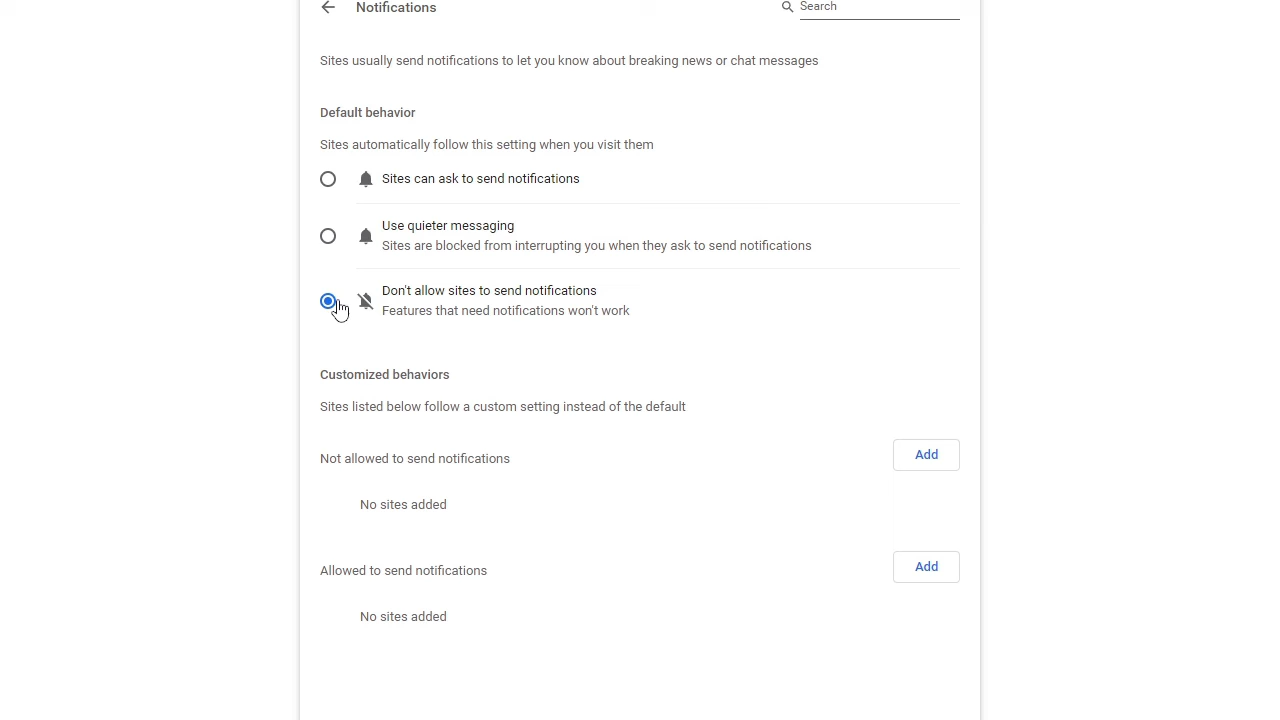 Notifications
Search
Sites usually send notifications to let you know about breaking news or chat messages
Default behavior
Sites automatically follow this setting when you visit them
Sites can ask to send notifications
Use quieter messaging
Sites are blocked from interrupting you when they ask to send notifications
Don't allow sites to send notifications
Features that need notifications won't work
Customized behaviors
Sites listed below follow a custom setting instead of the default
Not allowed to send notifications
Add
No sites added
Allowed to send notifications
Add
No sites added